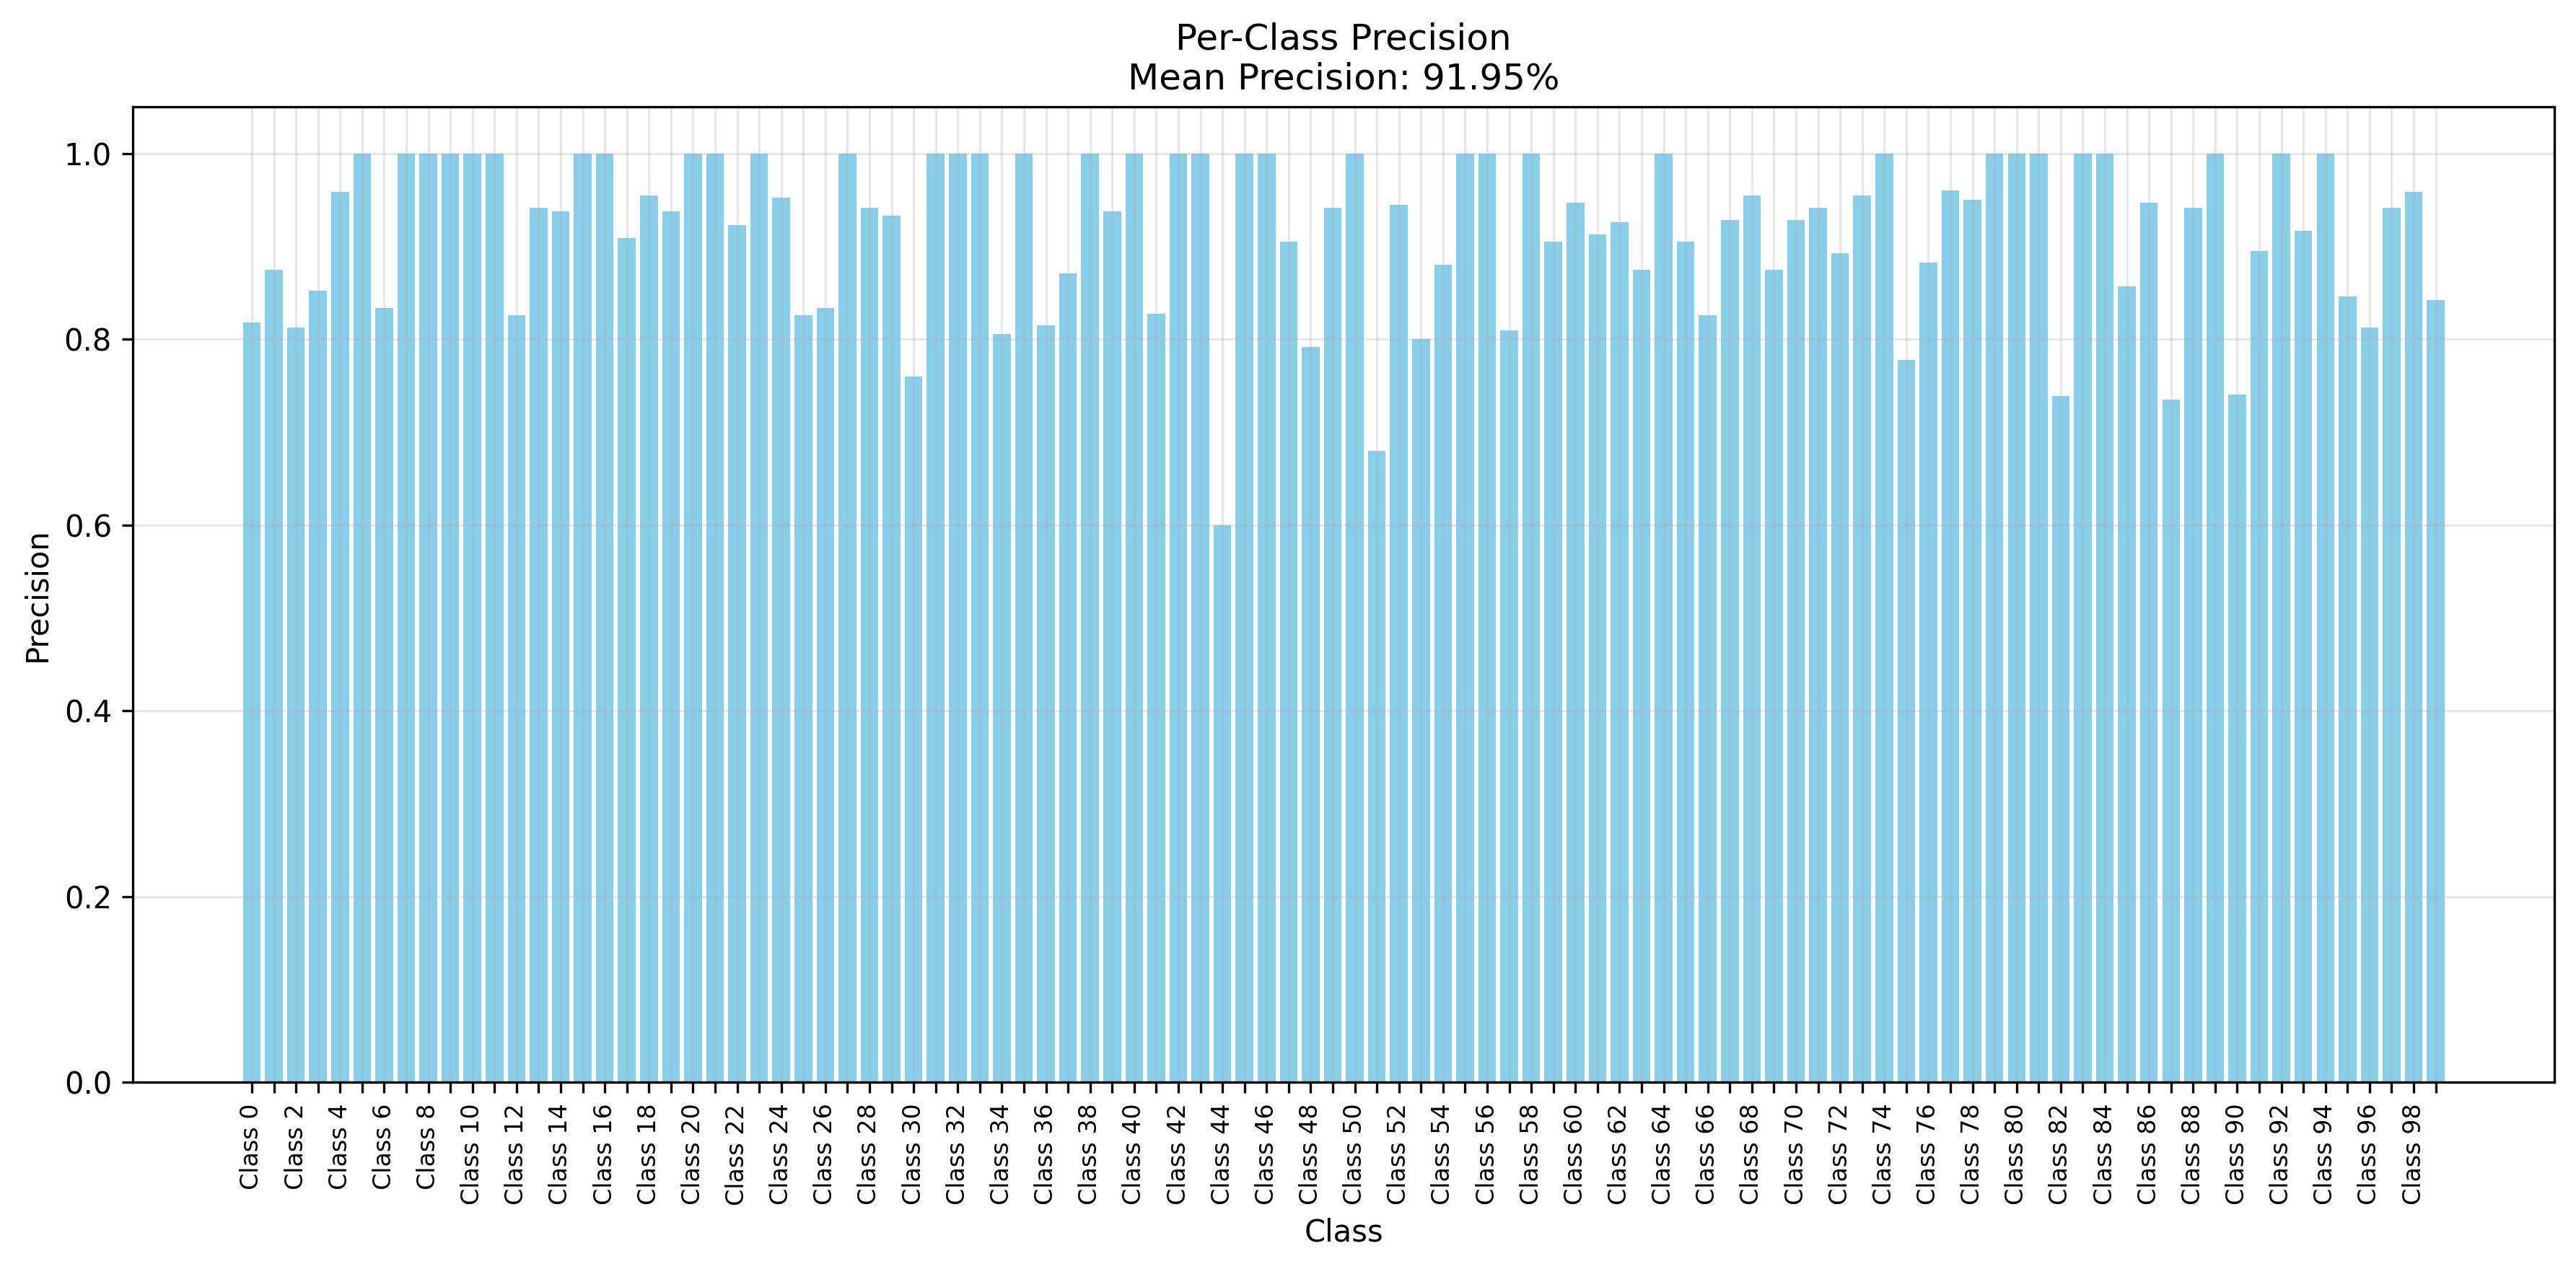 Per-Class Precision
Mean Precision: 91.95%
1.0
0.8
0.6
0.4
0.2
0.0
Precision
Class 0
Class 2
Class 4
Class 6
Class 8
Class 10
Class 12
Class 14
Class 16
Class 18
Class 20
Class 22
Class 24
Class 26
Class 28
Class 30
Class 32
Class 34
Class 36
Class 38
Class 40
Class 42
Class 44
Class 46
Class 48
Class 50
Class 52
Class 54
Class 56
Class 58
Class 60
Class 62
Class 64
Class 66
Class 68
Class 70
Class 72
Class 74
Class 76
Class 78
Class 80
Class 82
Class 84
Class 86
Class 88
Class 90
Class 92
Class 94
Class 96
Class 98
Class